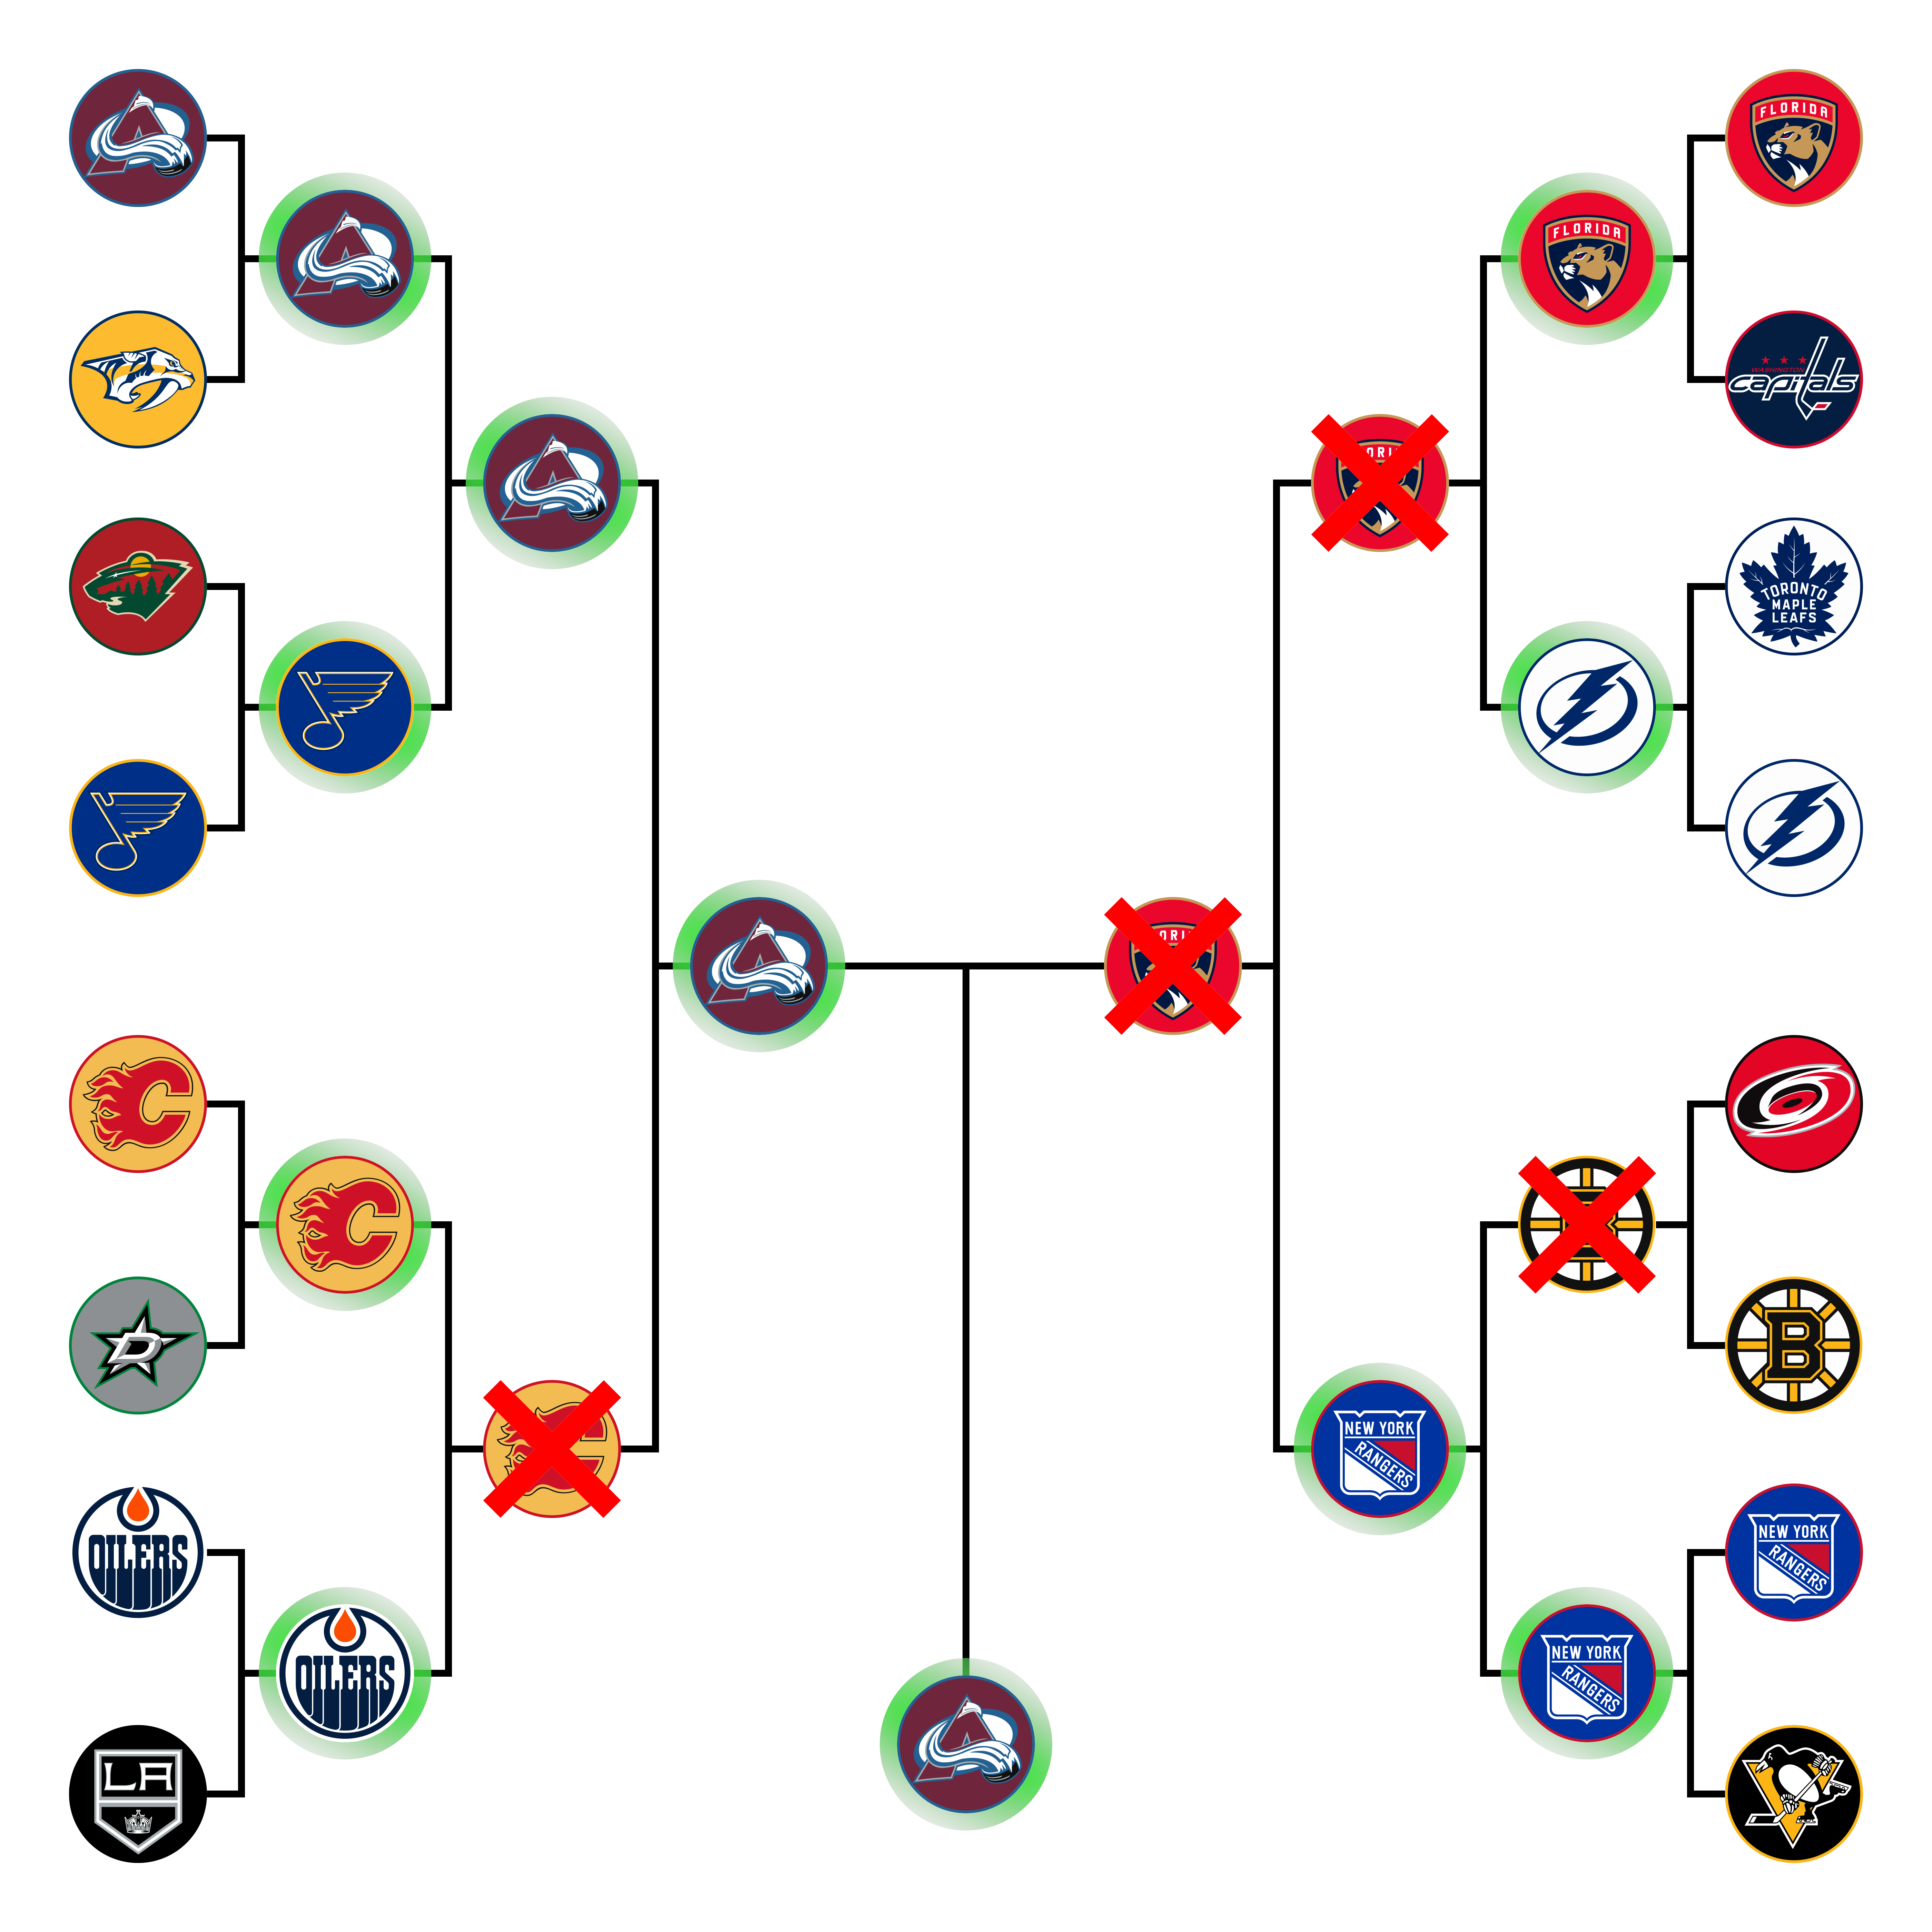 A
A
A
C
C
D
OILERS
OILERS
LA
A
A
FLORIDA
FLORIDA
WASHINGTON
capitals
TORONTO
MAPLE
LEAFS
B
NEW YORK
RANGERS
NEW YORK
RANGERS
NEW YORK
RANGERS